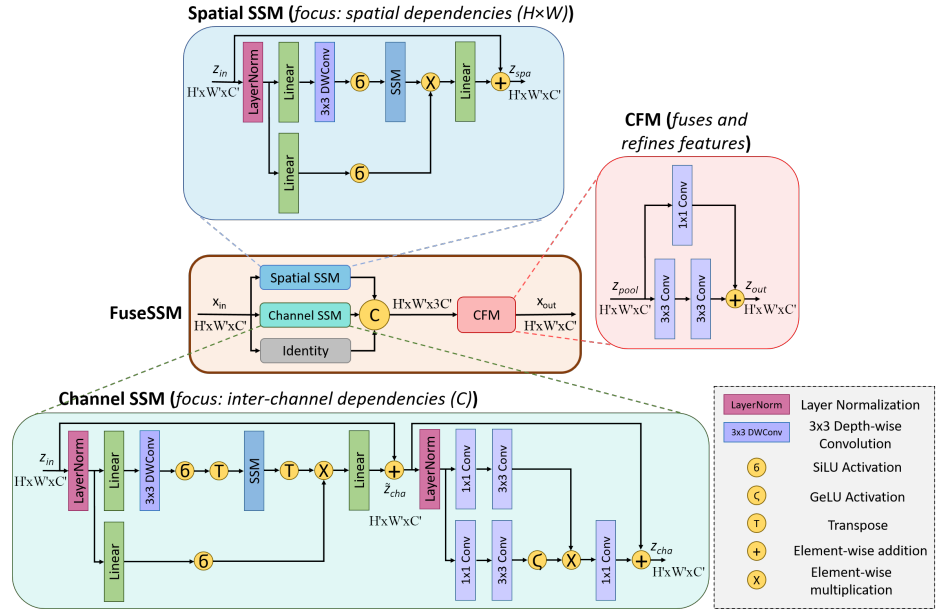 Spatial SSM (focus: spatial dependencies (H×W)
z_in
H'xW'xC'
LayerNorm
Linear
3x3 DWConv
б
SSM
X
Linear
+
z_spa
H'xW'xC'
Linear
б
CFM (fuses and
refines features)
1x1 Conv
z_pool
H'xW'xC'
3x3 Conv
3x3 Conv
+
z_out
H'xW'xC'
FuseSSM
x_in
H'xW'xC'
Spatial SSM
Channel SSM
Identity
C
H'xW'x3C'
CFM
x_out
H'xW'xC'
Channel SSM (focus: inter-channel dependencies (C)
z_in
H'xW'xC'
LayerNorm
Linear
3x3 DWConv
б
T
SSM
T
X
Linear
+
z̃_cha
H'xW'xC'
Linear
б
LayerNorm
1x1 Conv
3x3 Conv
1x1 Conv
3x3 Conv
ς
X
1x1 Conv
+
z_cha
H'xW'xC'
LayerNorm Layer Normalization
3x3 DWConv 3x3 Depth-wise
Convolution
б SiLU Activation
ς GeLU Activation
T Transpose
+ Element-wise addition
X Element-wise
multiplication